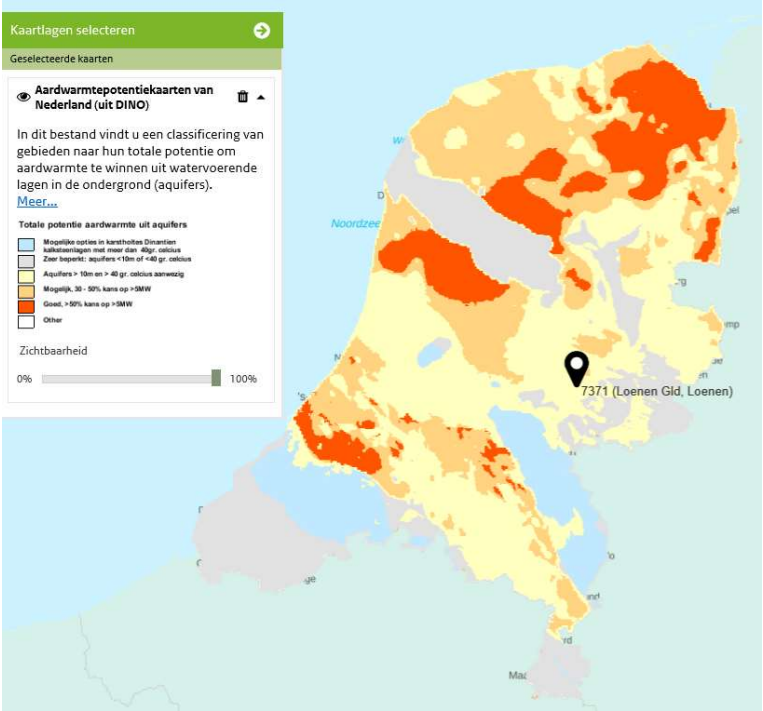 Kaartlagen selecteren
Geselecteerde kaarten
Aardwarmtepotentiekaarten van
Nederland (uit DINO)
In dit bestand vindt u een classificering van
gebieden naar hun totale potentie om
aardwarmte te winnen uit watervoerende
lagen in de ondergrond (aquifers).
Meer...
Totale potentie aardwarmte uit aquifers
Mogelijke opties in karstholtes Dinantien
kalksteenlagen met meer dan 40gr. celcius
Zeer beperkt: aquifers <10m of <40 gr. celcius
Aquifers > 10m en > 40 gr. celcius aanwezig
Mogelijk, 30 - 50% kans op >5MW
Goed, >50% kans op >5MW
Other
Zichtbaarheid
0%
100%
Noordzee
7371 (Loenen Gld, Loenen)